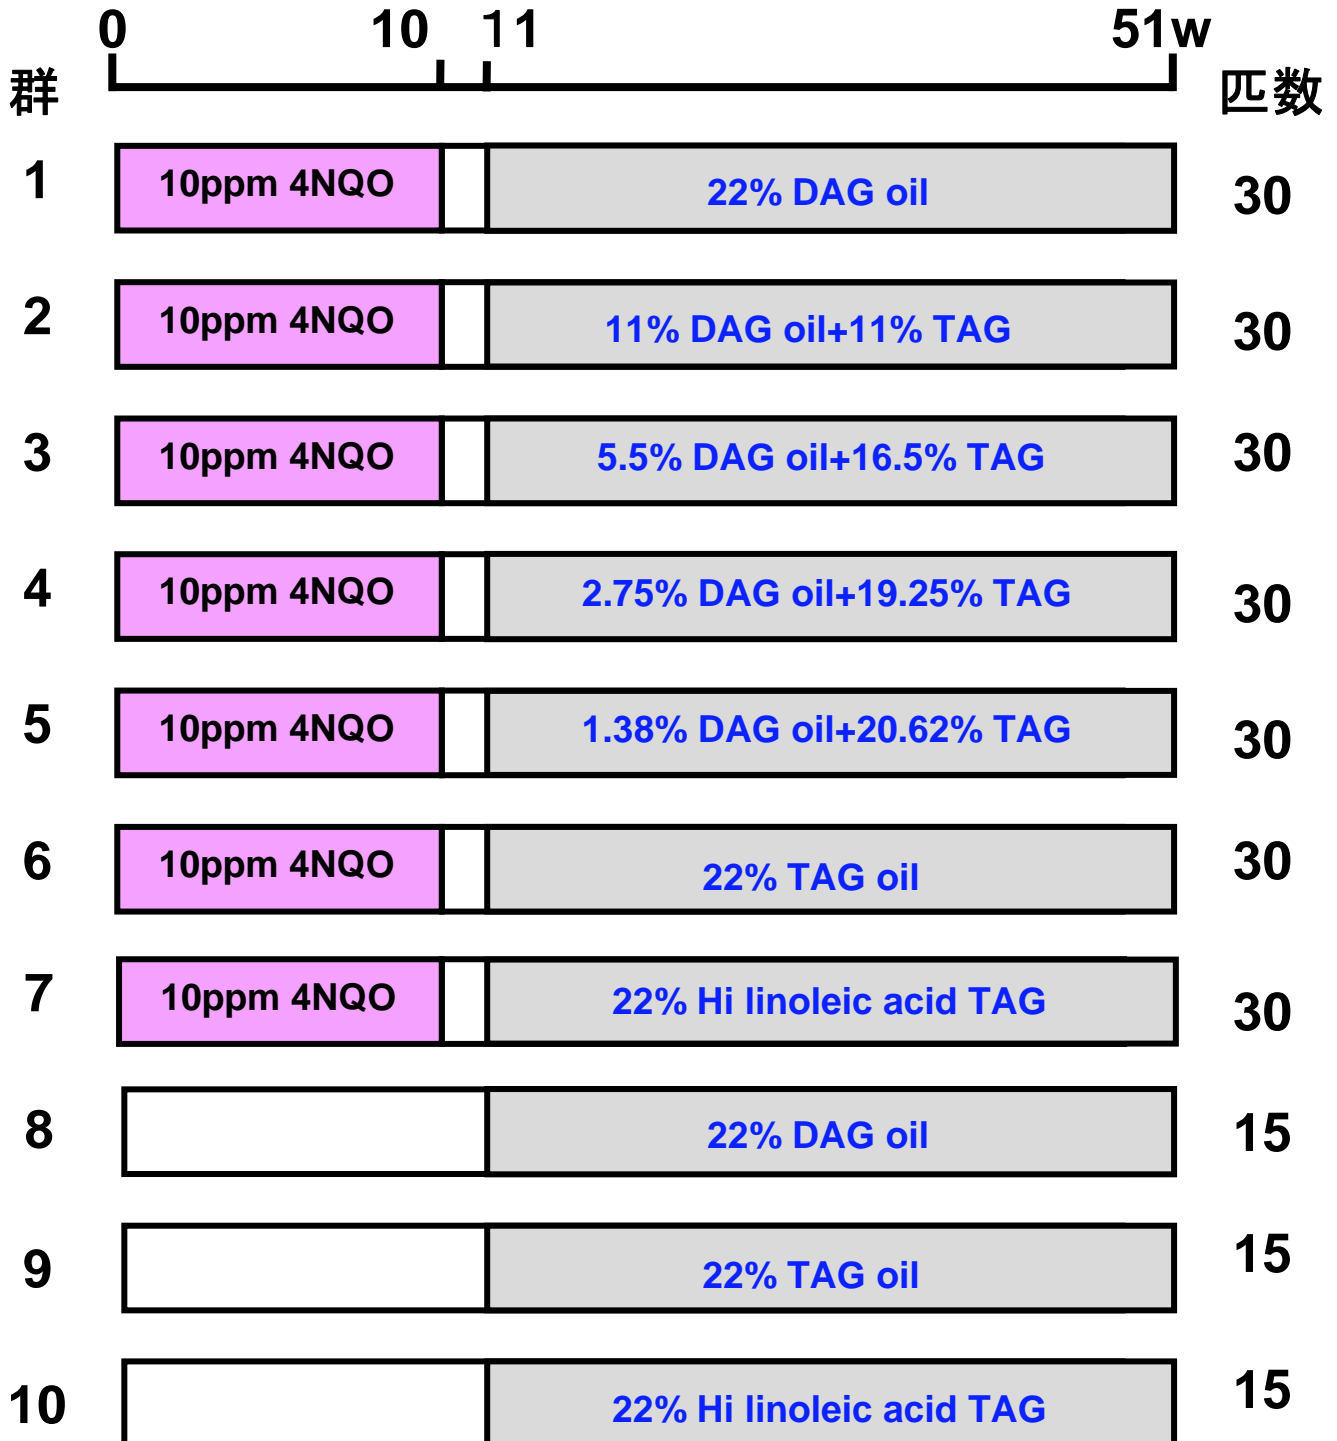 0 10 11 51w
群 匹数
1 10ppm 4NQO 22% DAG oil 30
2 10ppm 4NQO 11% DAG oil+11% TAG 30
3 10ppm 4NQO 5.5% DAG oil+16.5% TAG 30
4 10ppm 4NQO 2.75% DAG oil+19.25% TAG 30
5 10ppm 4NQO 1.38% DAG oil+20.62% TAG 30
6 10ppm 4NQO 22% TAG oil 30
7 10ppm 4NQO 22% Hi linoleic acid TAG 30
8 22% DAG oil 15
9 22% TAG oil 15
10 22% Hi linoleic acid TAG 15